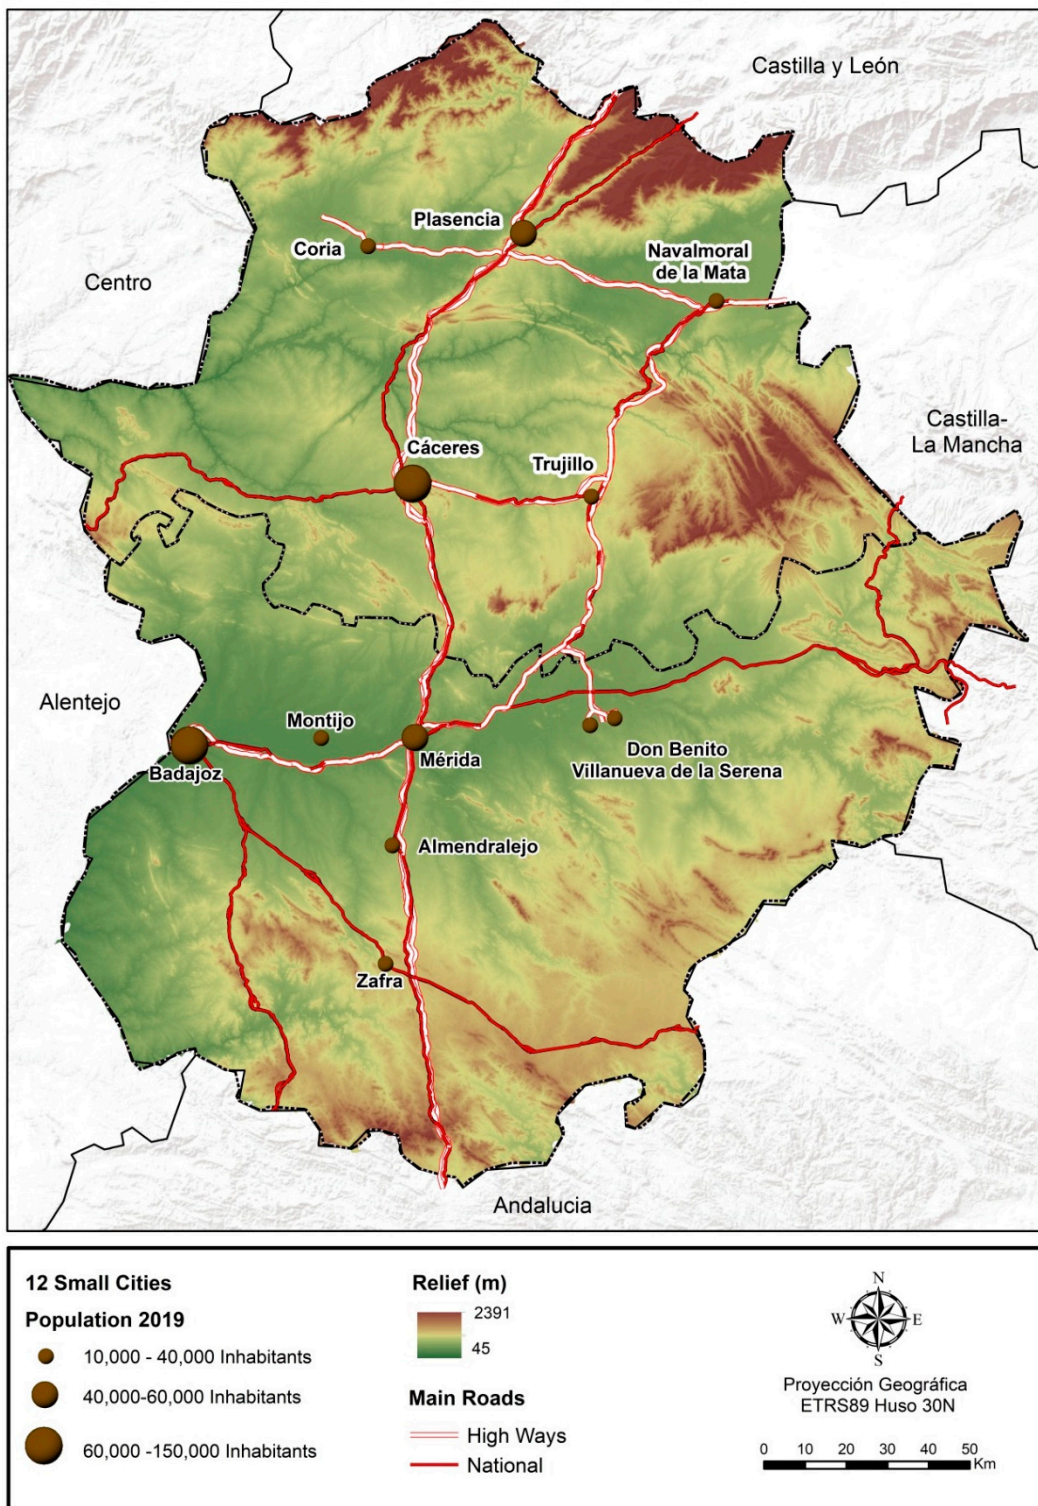 Castilla y León
Plasencia
Coria
Navalmoral
de la Mata
Centro
Castilla-
La Mancha
Cáceres
Trujillo
Alentejo
Montijo
Badajoz
Mérida
Don Benito
Villanueva de la Serena
Almendralejo
Zafra
Andalucia
12 Small Cities
Population 2019
10,000 - 40,000 Inhabitants
40,000-60,000 Inhabitants
60,000 -150,000 Inhabitants
Relief (m)
2391
45
Main Roads
High Ways
National
N
W
E
S
Proyección Geográfica
ETRS89 Huso 30N
0 10 20 30 40 50
Km